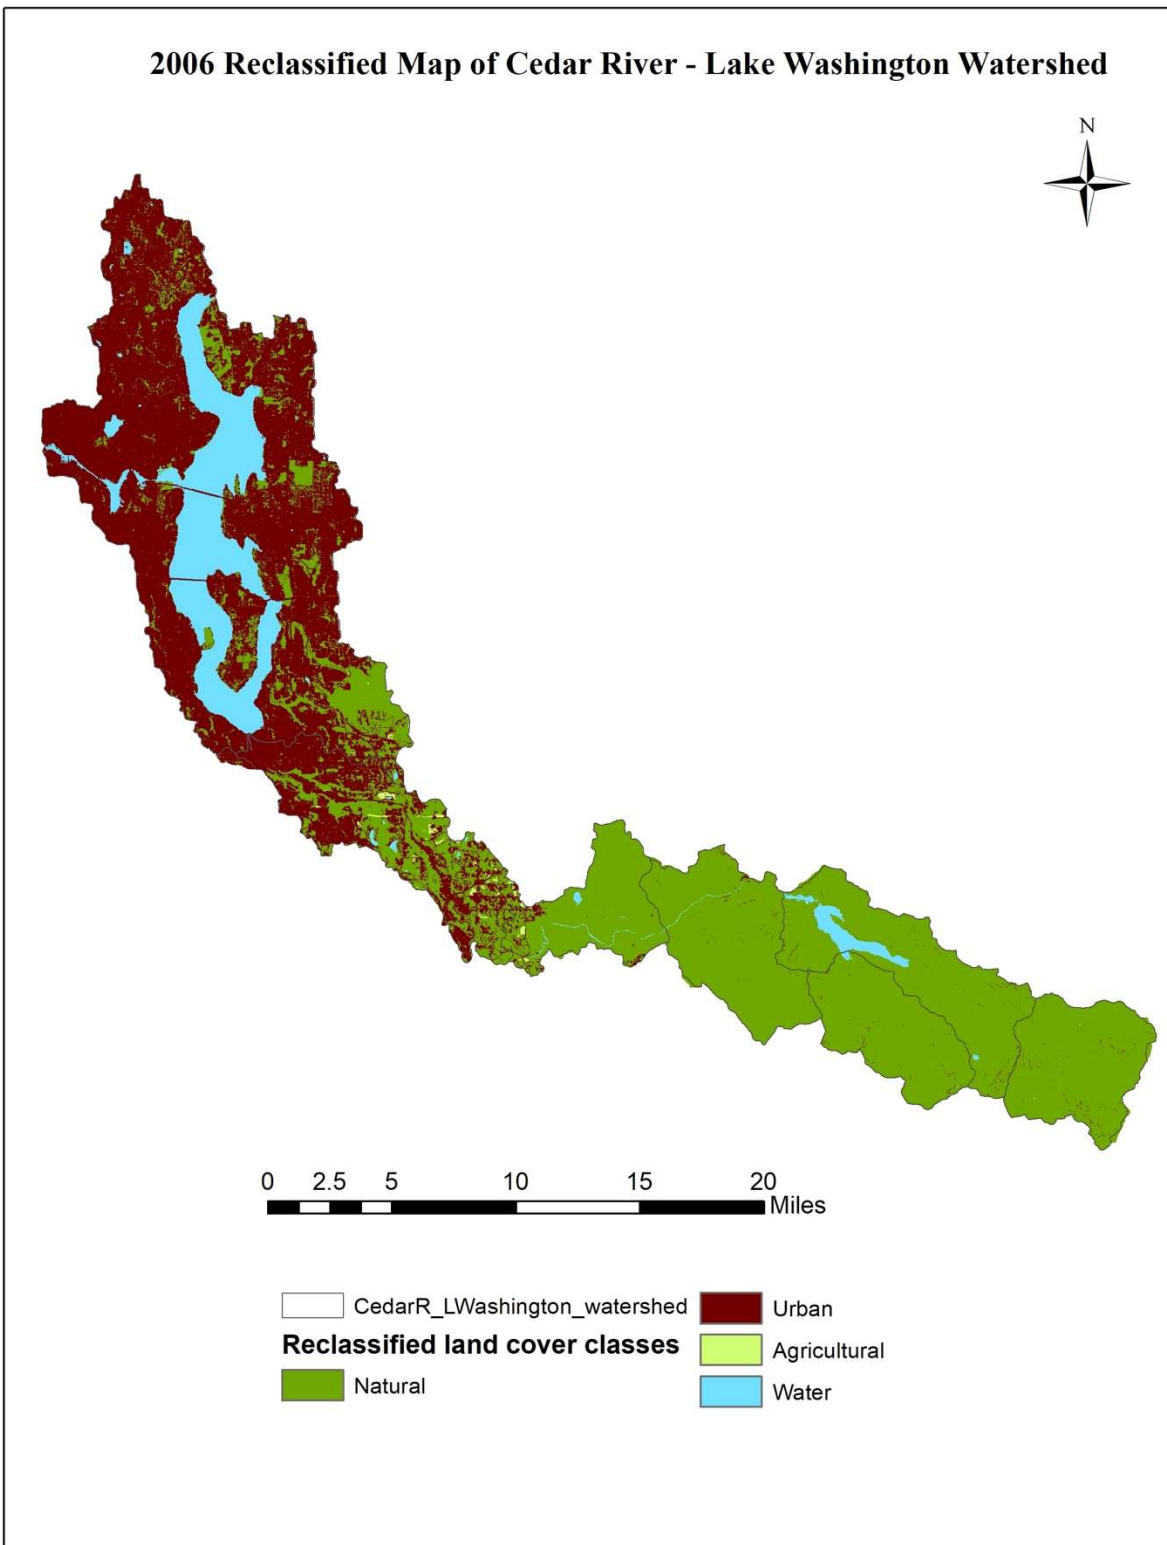 2006 Reclassified Map of Cedar River - Lake Washington Watershed
N
0 2.5 5 10 15 20
Miles
CedarR_LWashington_watershed
Reclassified land cover classes
Natural
Urban
Agricultural
Water